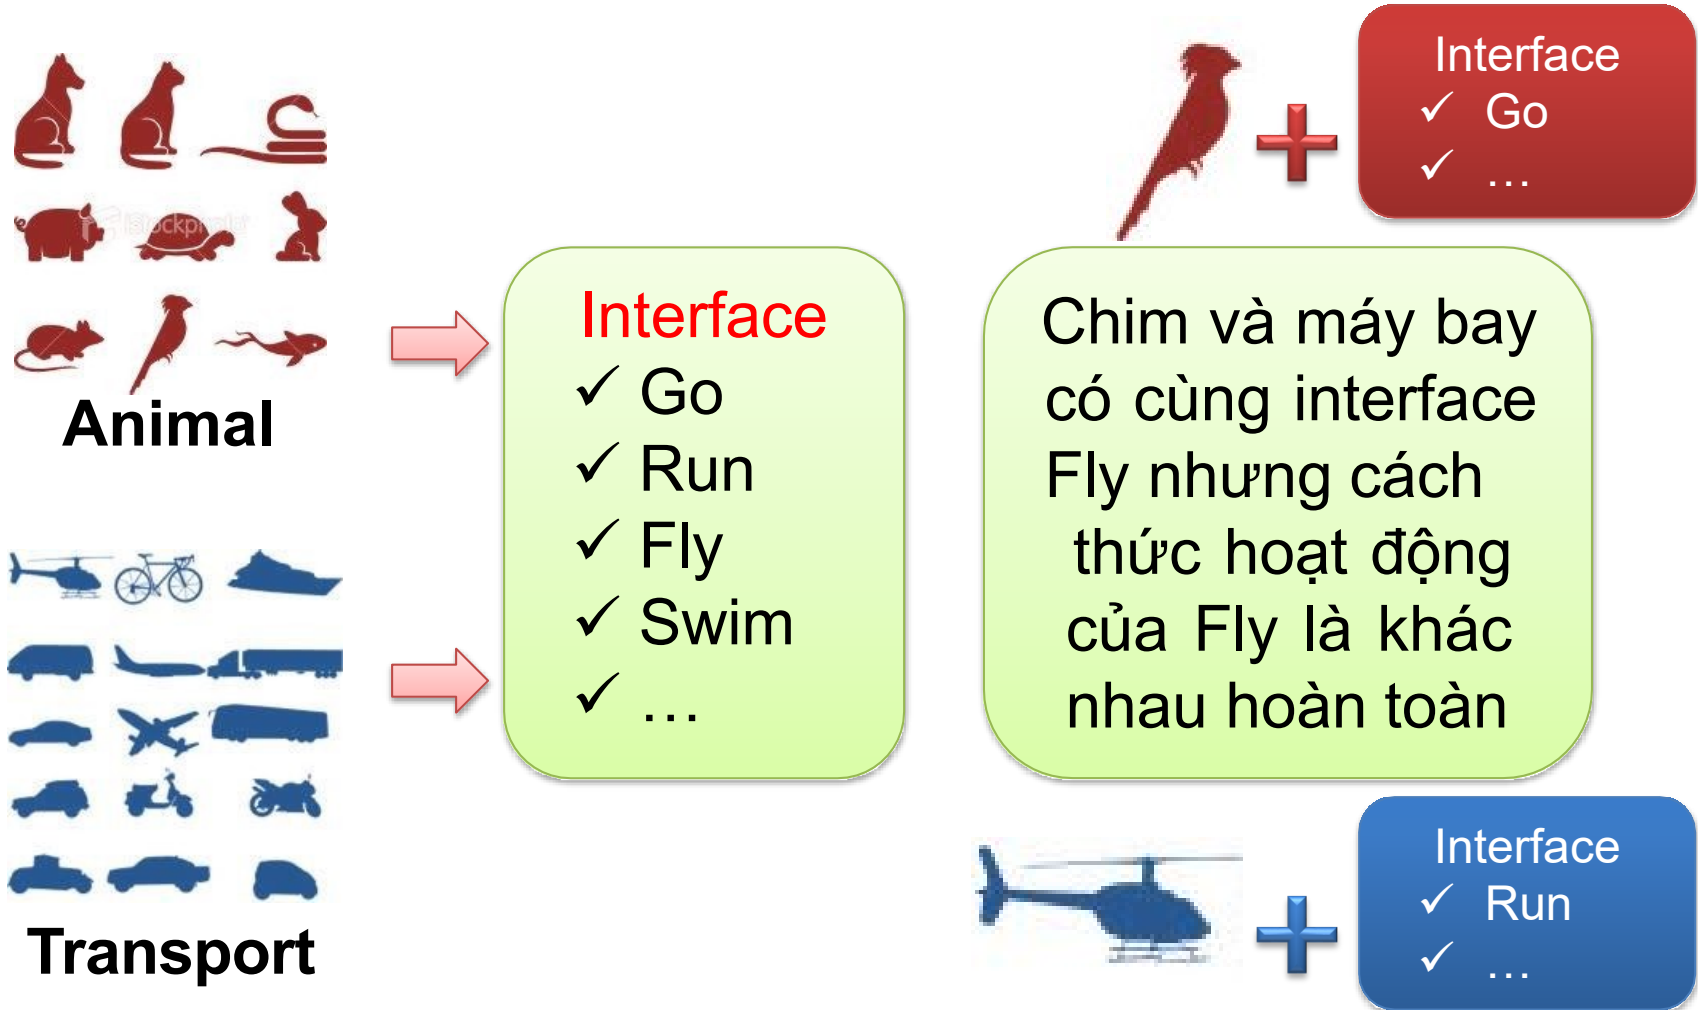 Animal
Transport
Interface
✓ Go
✓ Run
✓ Fly
✓ Swim
✓ …
Interface
✓ Go
✓ …
Chim và máy bay
có cùng interface
Fly nhưng cách
thức hoạt động
của Fly là khác
nhau hoàn toàn
Interface
✓ Run
✓ …
iStockphoto